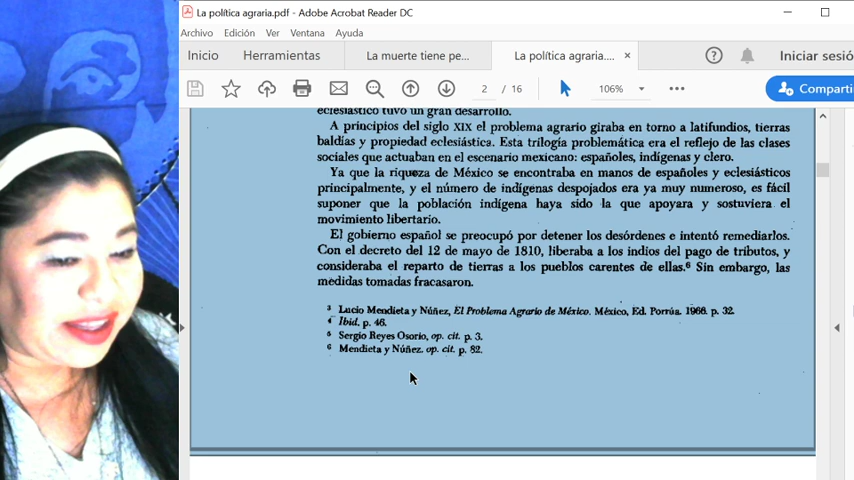 La política agraria.pdf - Adobe Acrobat Reader DC
Archivo Edición Ver Ventana Ayuda
Inicio Herramientas La muerte tiene pe... La política agraria.... × Iniciar sesió
2 / 16 106% Comparti
eclesiástico tuvo un gran desarrollo.
A principios del siglo XIX el problema agrario giraba en torno a latifundios, tierras
baldías y propiedad eclesiástica. Esta trilogía problemática era el reflejo de las clases
sociales que actuaban en el escenario mexicano: españoles, indígenas y clero.
Ya que la riqueza de México se encontraba en manos de españoles y eclesiásticos
principalmente, y el número de indígenas despojados era ya muy numeroso, es fácil
suponer que la población indígena haya sido la que apoyara y sostuviera el
movimiento libertario.
El gobierno español se preocupó por detener los desórdenes e intentó remediarlos.
Con el decreto del 12 de mayo de 1810, liberaba a los indios del pago de tributos, y
consideraba el reparto de tierras a los pueblos carentes de ellas.⁶ Sin embargo, las
medidas tomadas fracasaron.
³ Lucio Mendieta y Núñez, El Problema Agrario de México. México, Ed. Porrúa. 1966. p. 32.
⁴ Ibid. p. 46.
⁵ Sergio Reyes Osorio, op. cit. p. 3.
⁶ Mendieta y Núñez. op. cit. p. 82.